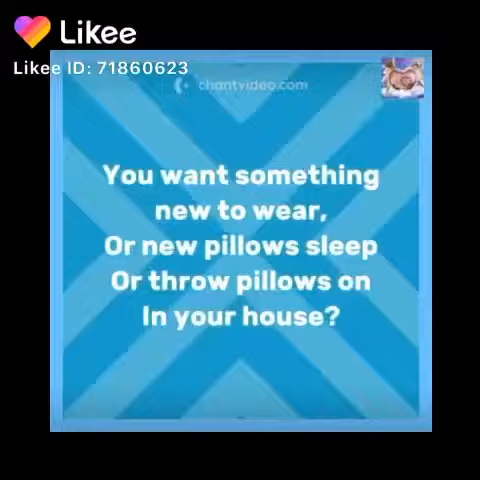 Likee
Likee ID: 71860623
chantvideo.com
You want something
new to wear,
Or new pillows sleep
Or throw pillows on
In your house?